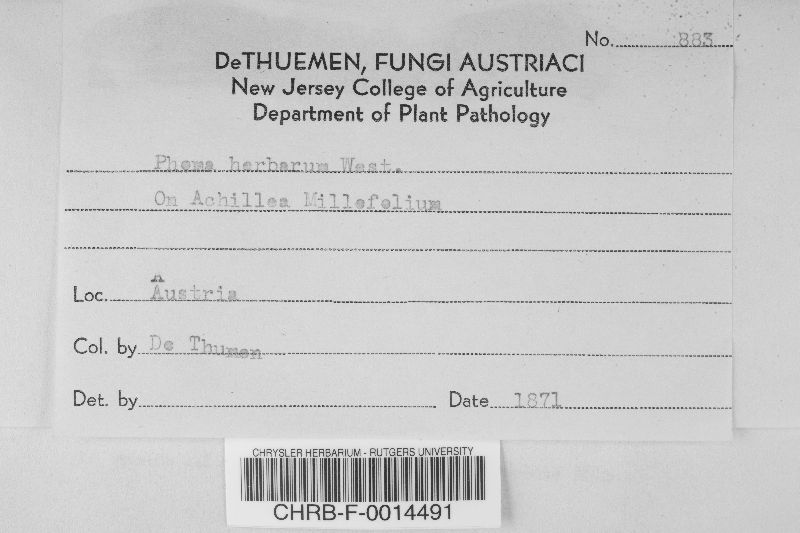 No. 883
DeTHUEMEN, FUNGI AUSTRIACI
New Jersey College of Agriculture
Department of Plant Pathology
Phoma herbarum West.
On Achillea Millefolium
Loc. Austria
Col. by De Thumen
Det. by
Date 1871
CHRYSLER HERBARIUM - RUTGERS UNIVERSITY
CHRB-F-0014491